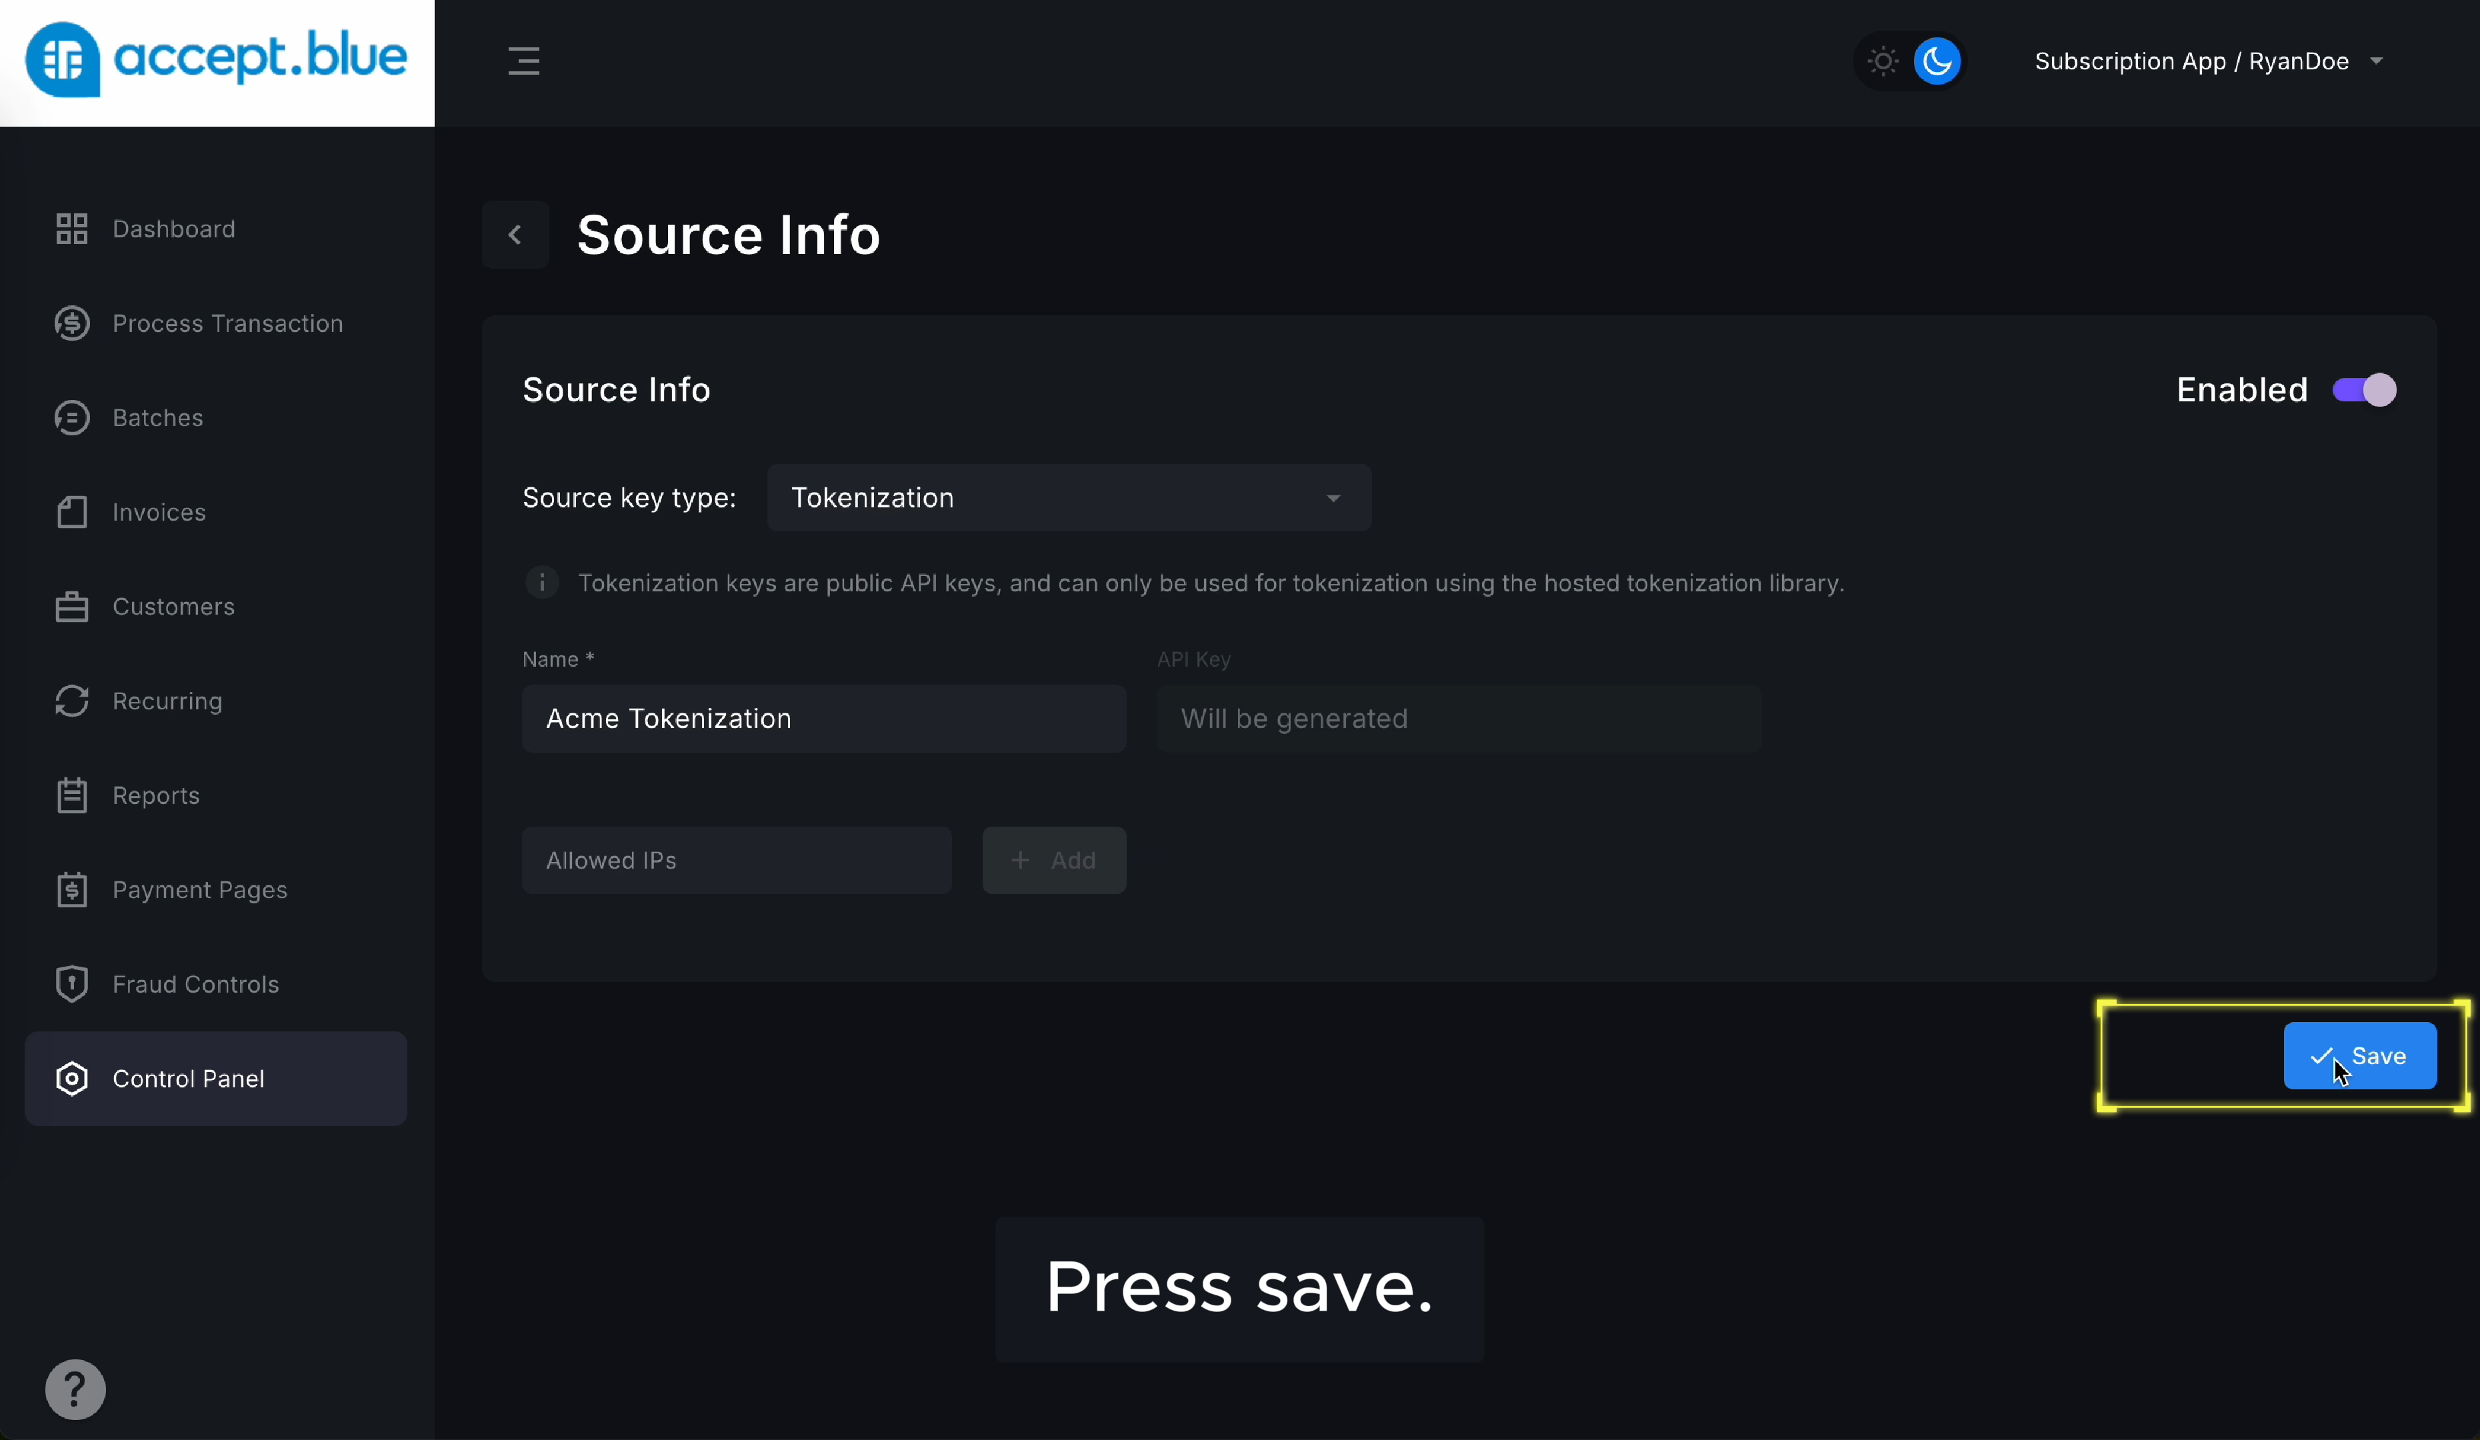 accept.blue
Subscription App / RyanDoe
Dashboard
Process Transaction
Batches
Invoices
Customers
Recurring
Reports
Payment Pages
Fraud Controls
Control Panel
?
Source Info
Source Info
Enabled
Source key type:
Tokenization
i Tokenization keys are public API keys, and can only be used for tokenization using the hosted tokenization library.
Name *
Acme Tokenization
API Key
Will be generated
Allowed IPs
+ Add
Save
Press save.